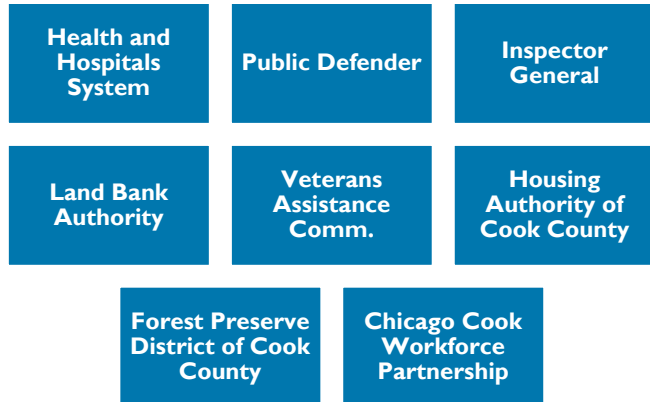 Health and
Hospitals
System
Public Defender
Inspector
General
Land Bank
Authority
Veterans
Assistance
Comm.
Housing
Authority of
Cook County
Forest Preserve
District of Cook
County
Chicago Cook
Workforce
Partnership